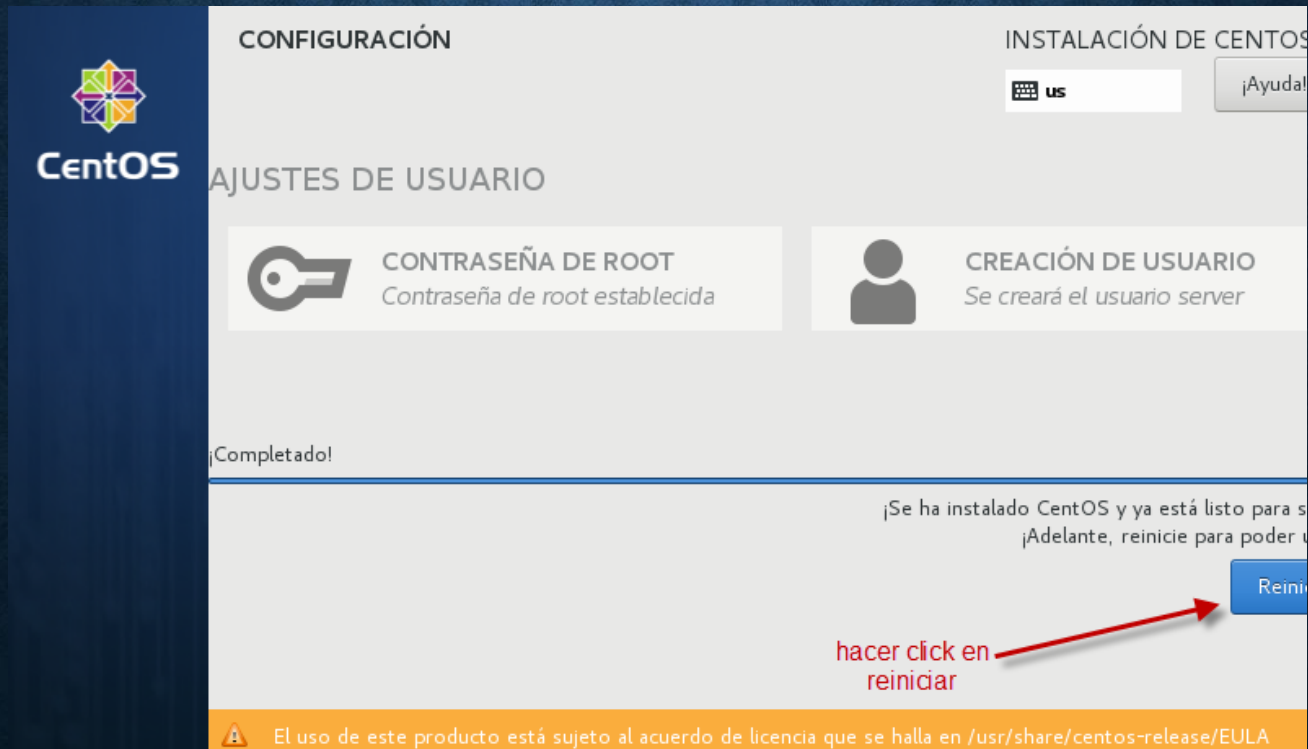 CONFIGURACIÓN
INSTALACIÓN DE CENTOS
us
¡Ayuda!
CentOS
AJUSTES DE USUARIO
CONTRASEÑA DE ROOT
Contraseña de root establecida
CREACIÓN DE USUARIO
Se creará el usuario server
¡Completado!
¡Se ha instalado CentOS y ya está listo para s
¡Adelante, reinicie para poder u
Reini
hacer click en
reiniciar
El uso de este producto está sujeto al acuerdo de licencia que se halla en /usr/share/centos-release/EULA